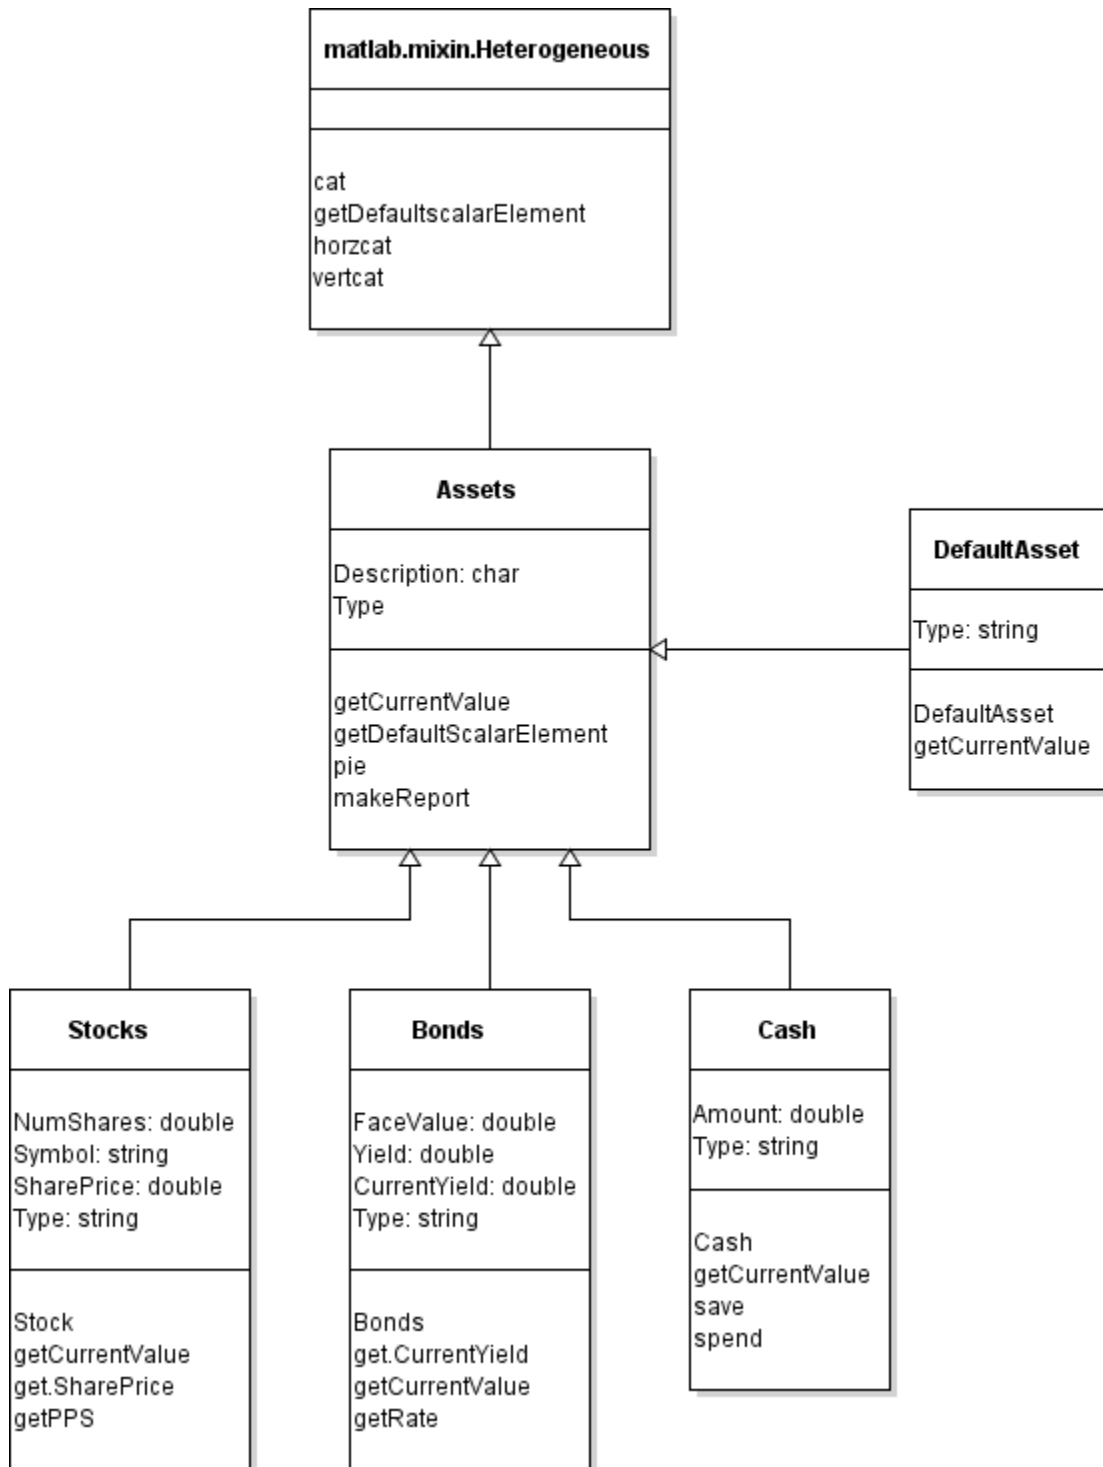 matlab.mixin.Heterogeneous
cat
getDefaultscalarElement
horzcat
vertcat
Assets
Description: char
Type
getCurrentValue
getDefaultScalarElement
pie
makeReport
DefaultAsset
Type: string
DefaultAsset
getCurrentValue
Stocks
NumShares: double
Symbol: string
SharePrice: double
Type: string
Stock
getCurrentValue
get.SharePrice
getPPS
Bonds
FaceValue: double
Yield: double
CurrentYield: double
Type: string
Bonds
get.CurrentYield
getCurrentValue
getRate
Cash
Amount: double
Type: string
Cash
getCurrentValue
save
spend